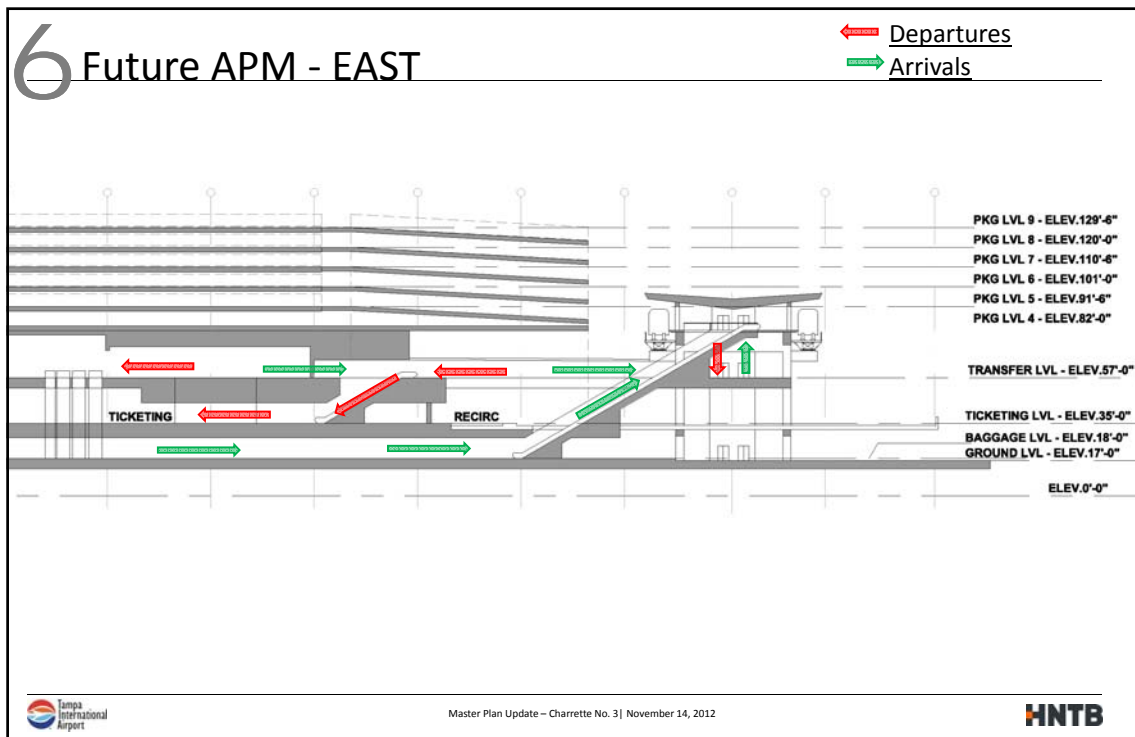 6 Future APM - EAST
Departures
Arrivals
PKG LVL 9 - ELEV.129'-6"
PKG LVL 8 - ELEV.120'-0"
PKG LVL 7 - ELEV.110'-6"
PKG LVL 6 - ELEV.101'-0"
PKG LVL 5 - ELEV.91'-6"
PKG LVL 4 - ELEV.82'-0"
TRANSFER LVL - ELEV.57'-0"
TICKETING
RECIRC
TICKETING LVL - ELEV.35'-0"
BAGGAGE LVL - ELEV.18'-0"
GROUND LVL - ELEV.17'-0"
ELEV.0'-0"
Tampa
International
Airport
Master Plan Update – Charrette No. 3| November 14, 2012
HNTB